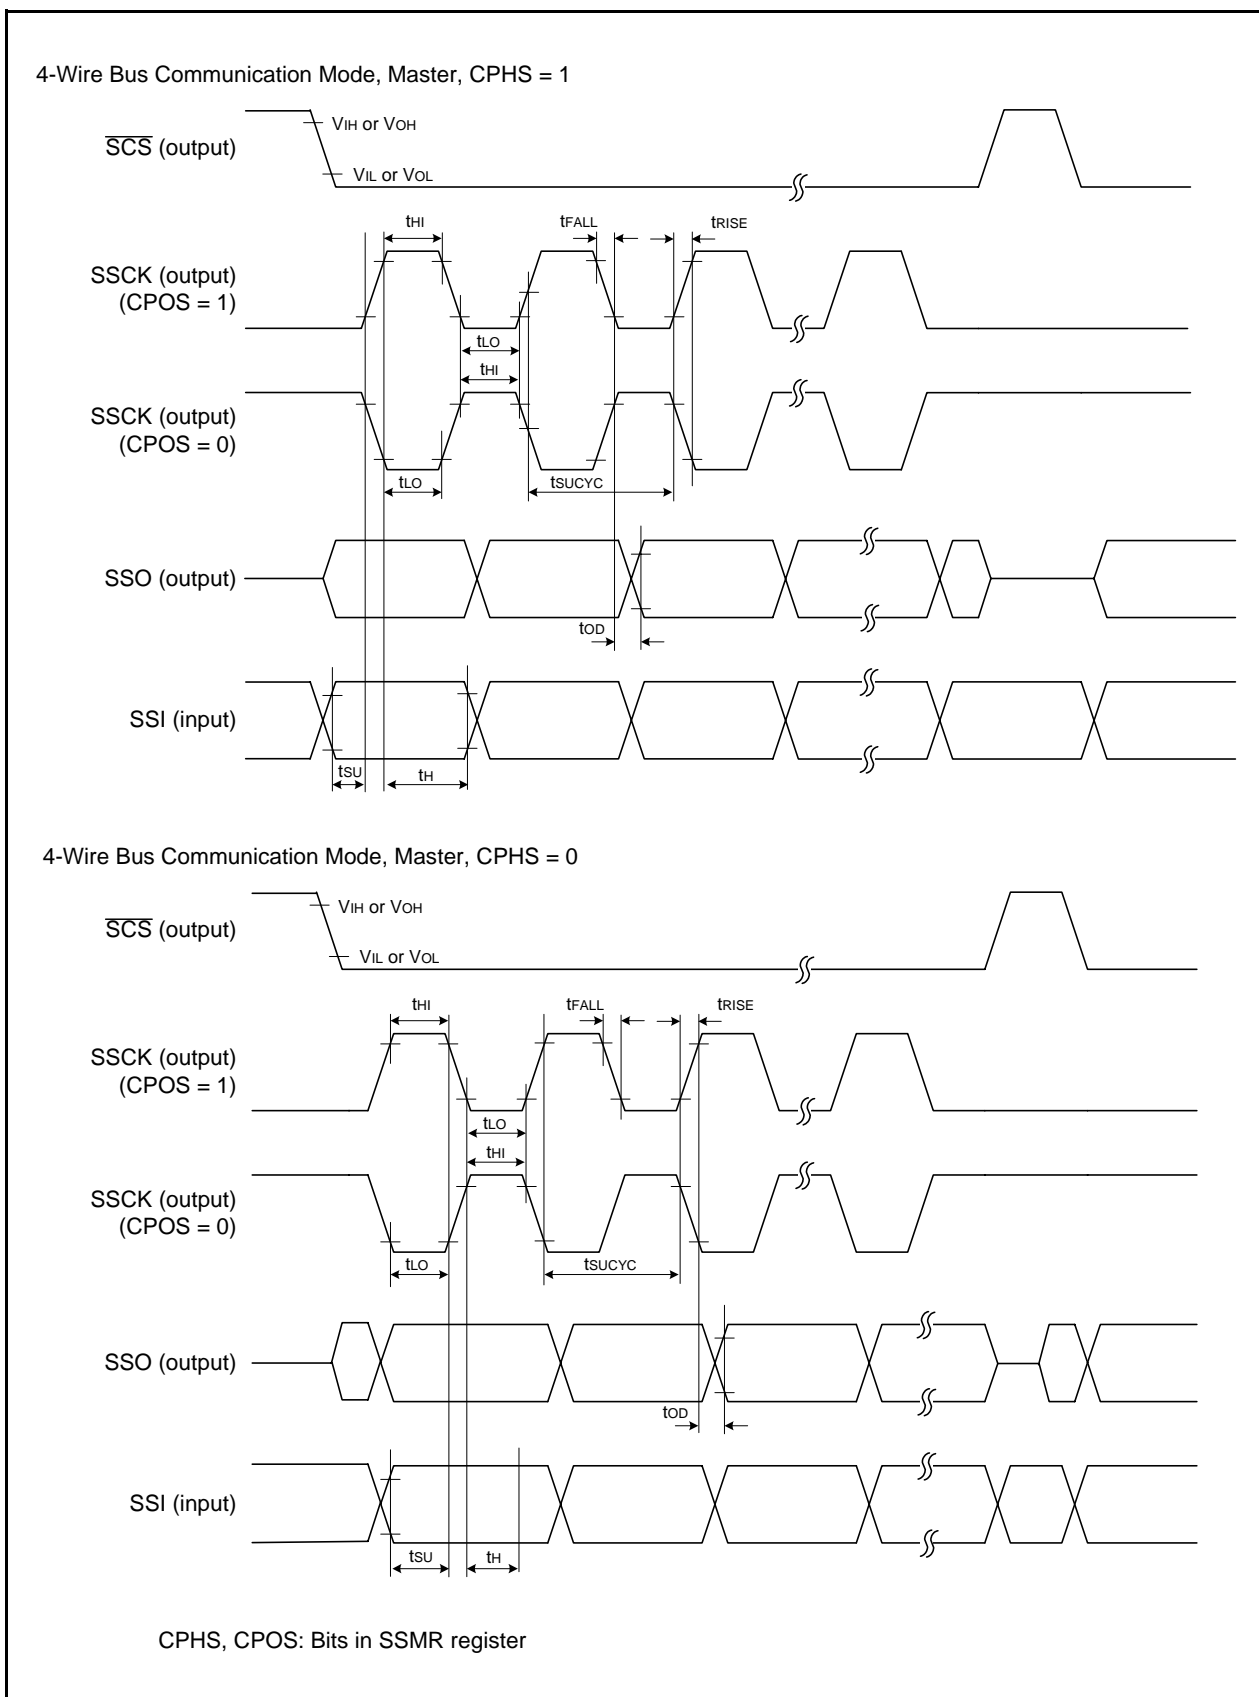 4-Wire Bus Communication Mode, Master, CPHS = 1
VIH or VOH
SCS (output)
VIL or VOL
tHI
tFALL
tRISE
SSCK (output)
(CPOS = 1)
tLO
tHI
SSCK (output)
(CPOS = 0)
tLO
tSUCYC
SSO (output)
tOD
SSI (input)
tSU
tH
4-Wire Bus Communication Mode, Master, CPHS = 0
VIH or VOH
SCS (output)
VIL or VOL
tHI
tFALL
tRISE
SSCK (output)
(CPOS = 1)
tLO
tHI
SSCK (output)
(CPOS = 0)
tLO
tSUCYC
SSO (output)
tOD
SSI (input)
tSU
tH
CPHS, CPOS: Bits in SSMR register